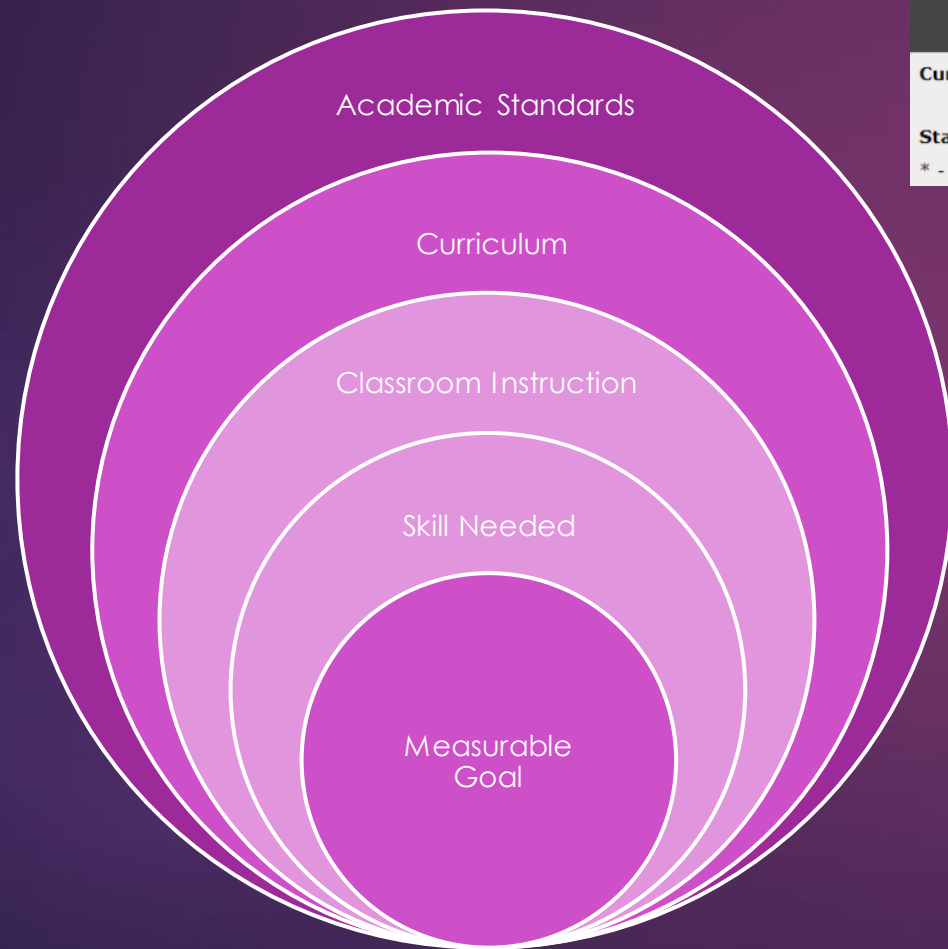 Academic Standards
Curriculum
Classroom Instruction
Skill Needed
Measurable
Goal
* -